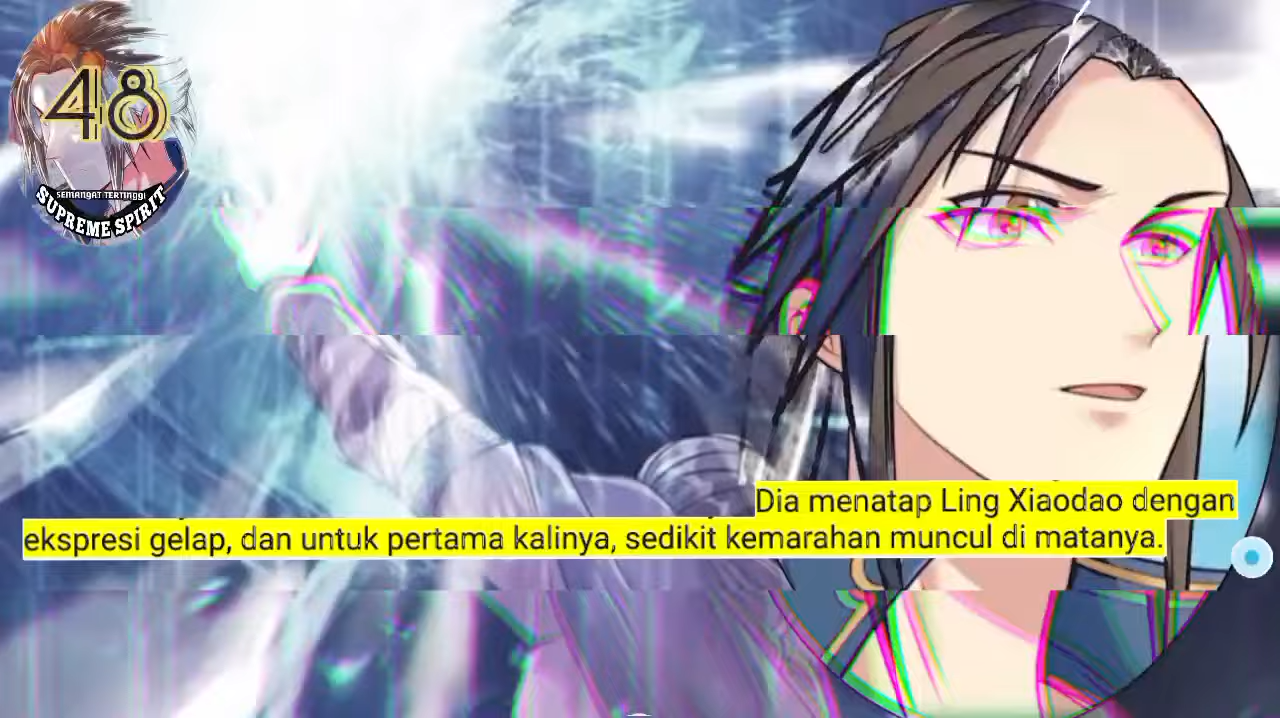 48
SEMANGAT TERTINGGI
SUPREME SPIRIT
Dia menatap Ling Xiaodao dengan
ekspresi gelap, dan untuk pertama kalinya, sedikit kemarahan muncul di matanya.